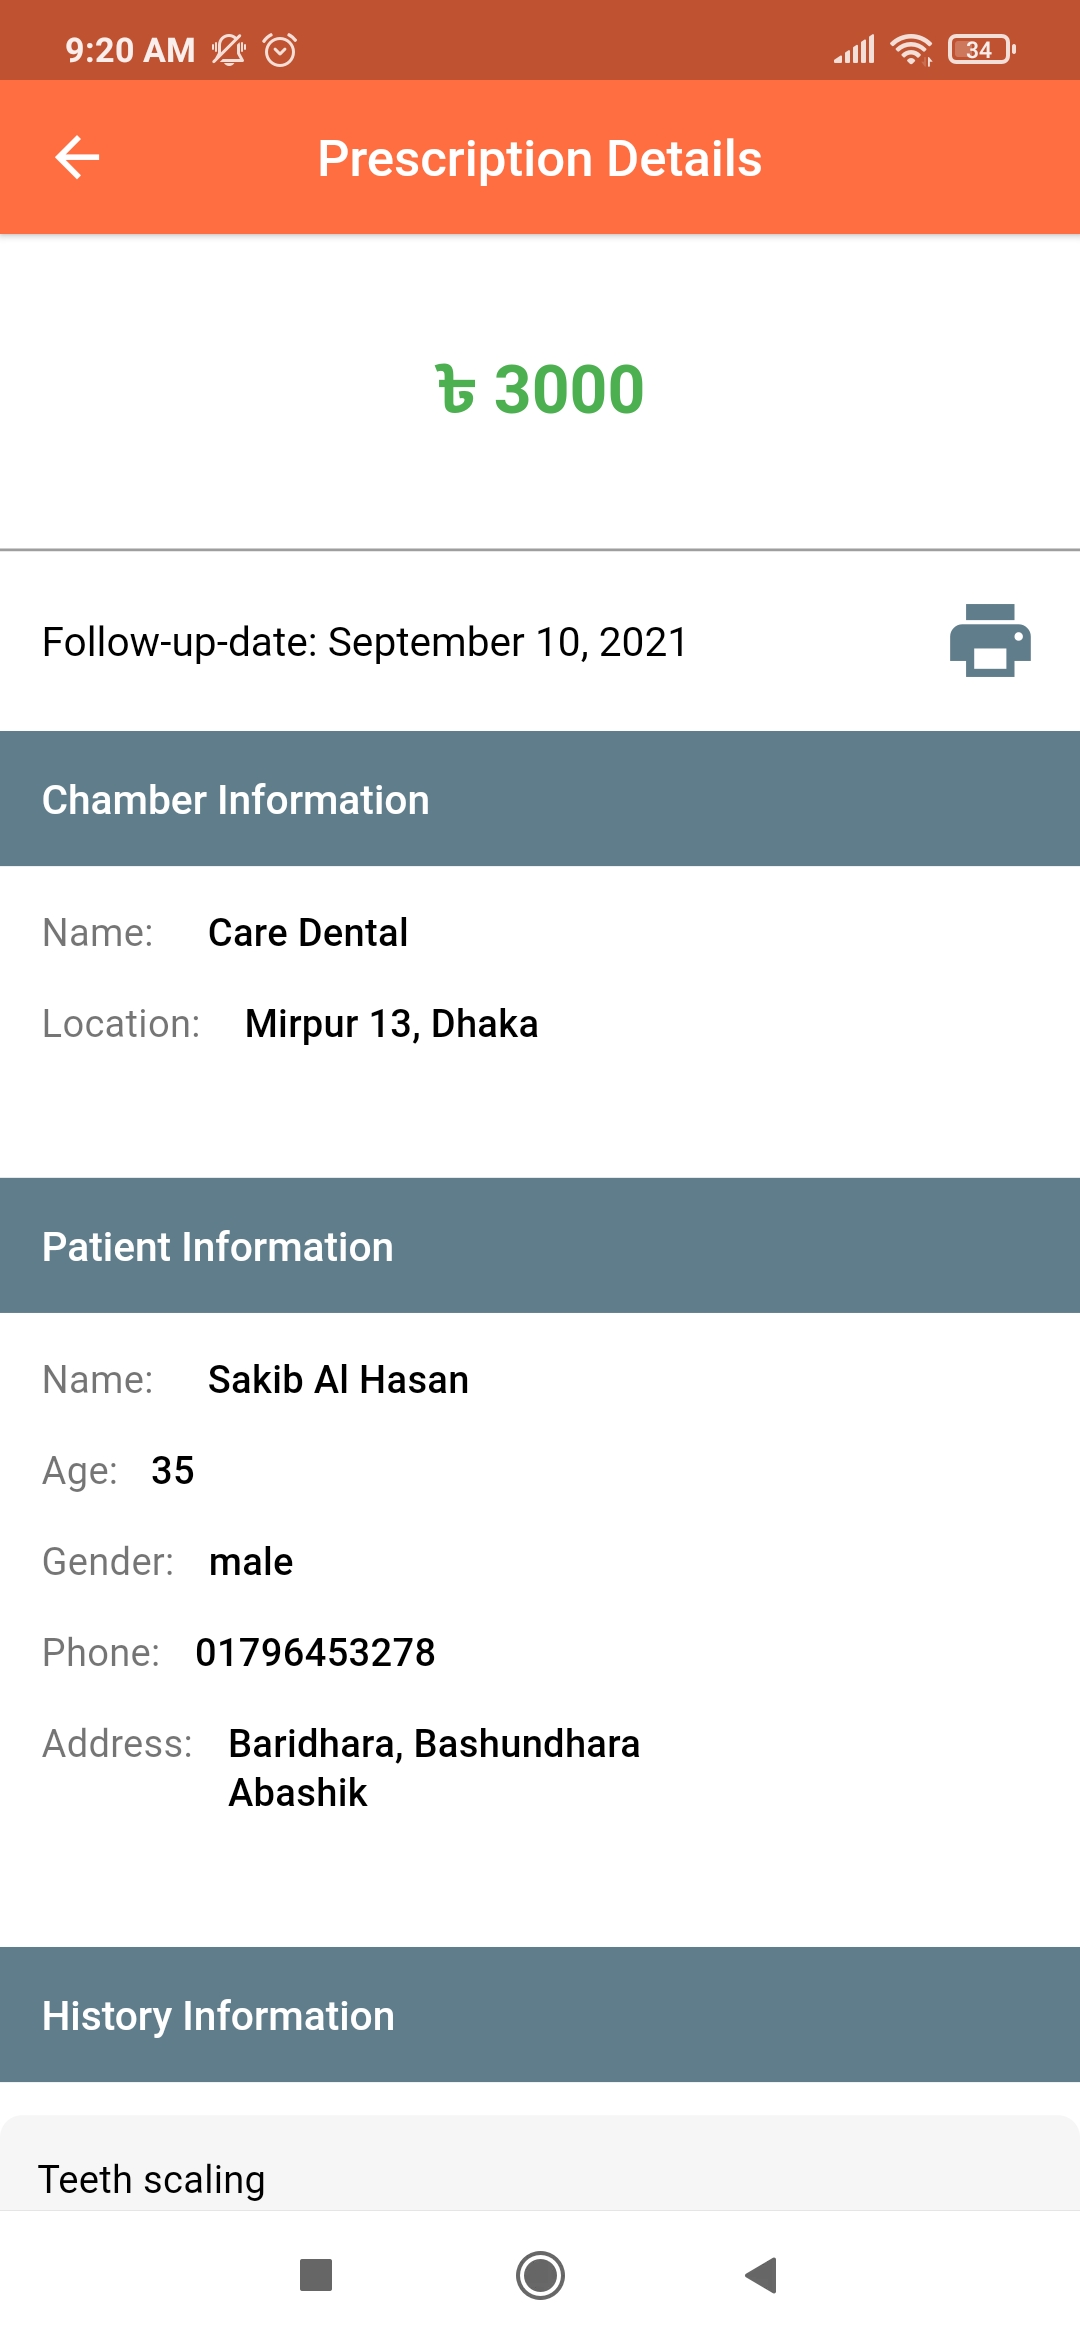 9:20 AM
34
Prescription Details
৳ 3000
Follow-up-date: September 10, 2021
Chamber Information
Name: Care Dental
Location: Mirpur 13, Dhaka
Patient Information
Name: Sakib Al Hasan
Age: 35
Gender: male
Phone: 01796453278
Address: Baridhara, Bashundhara
Abashik
History Information
Teeth scaling